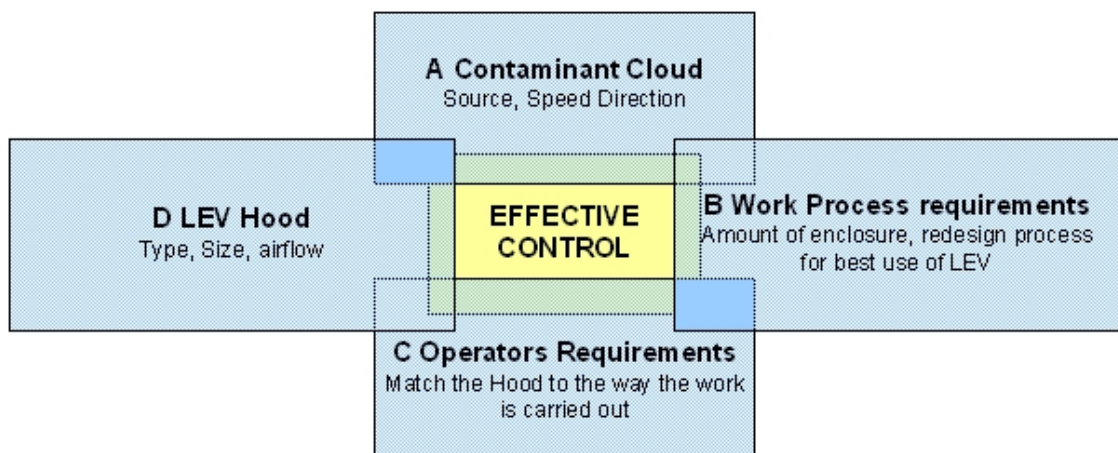 A Contaminant Cloud
Source, Speed Direction
D LEV Hood
Type, Size, airflow
EFFECTIVE
CONTROL
B Work Process requirements
Amount of enclosure, redesign process
for best use of LEV
C Operators Requirements
Match the Hood to the way the work
is carried out